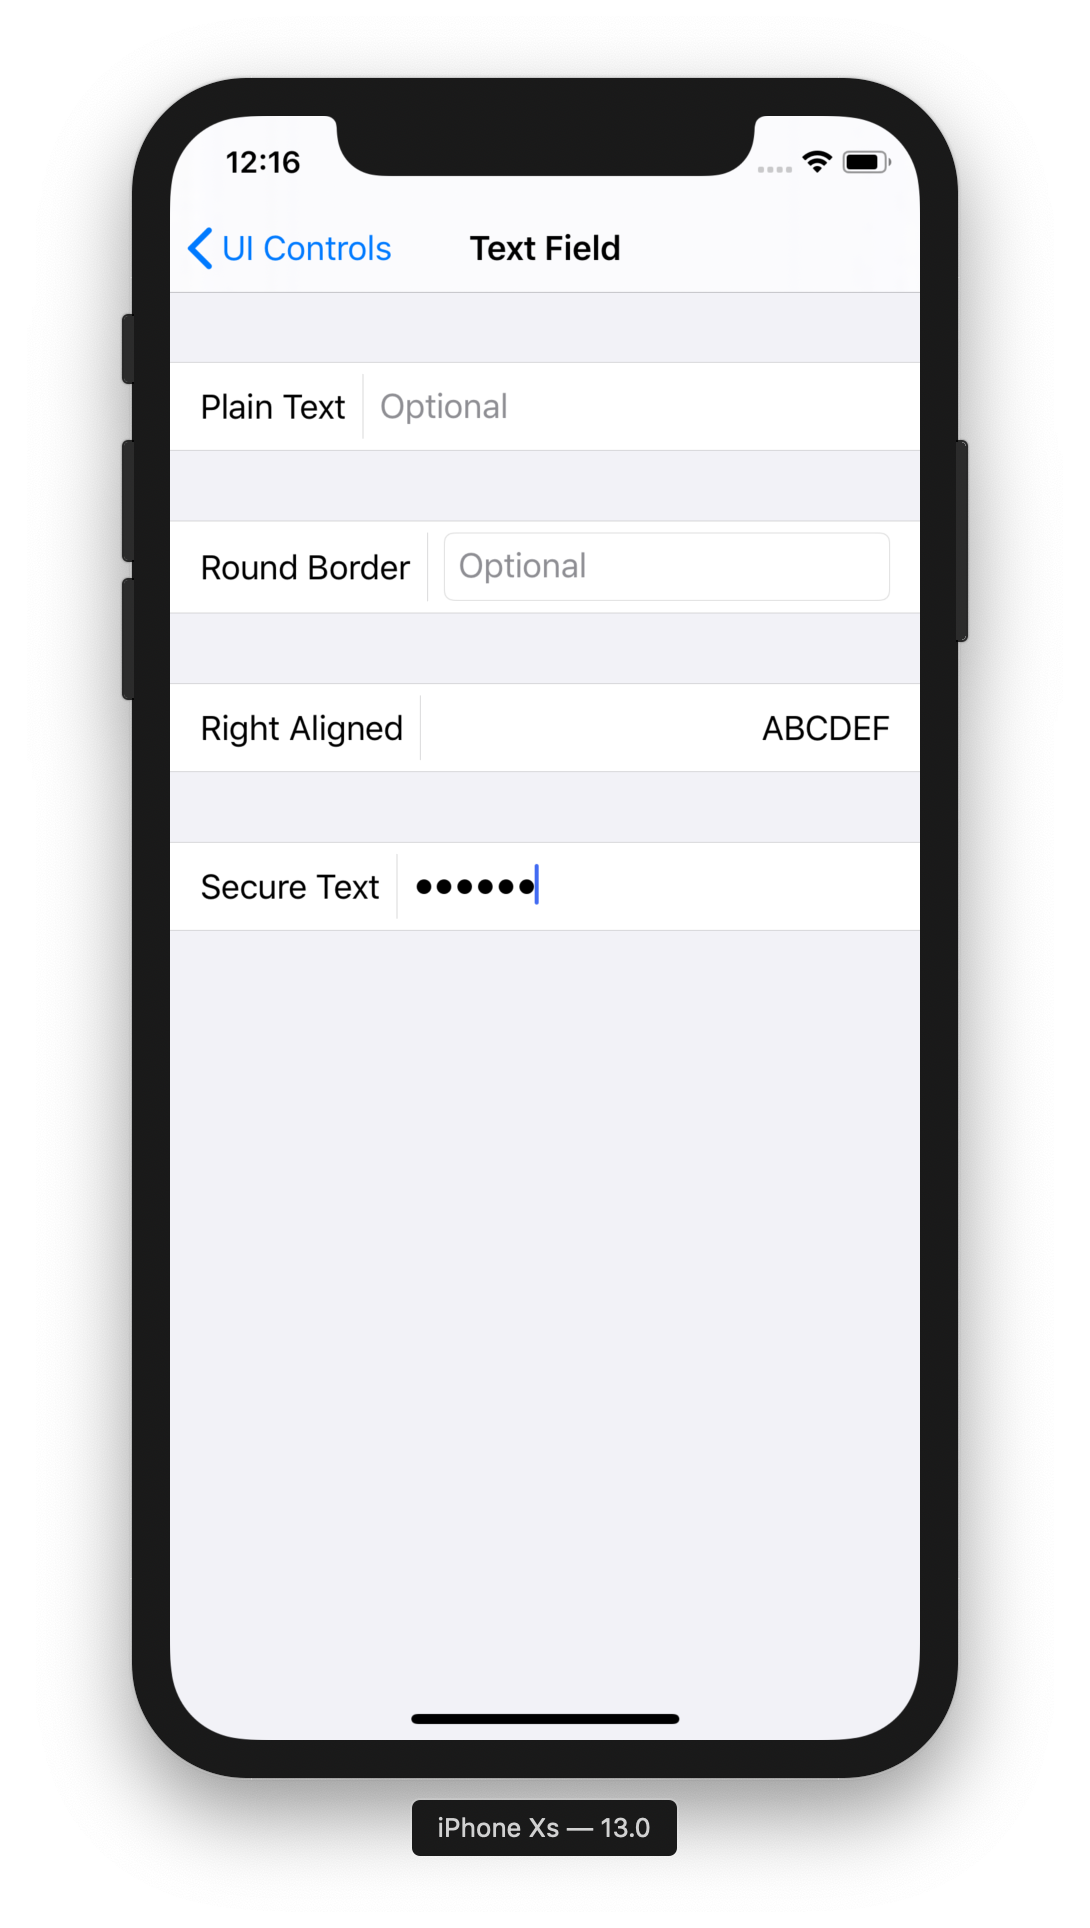 12:16
UI Controls
Text Field
Plain Text
Optional
Round Border
Optional
Right Aligned
ABCDEF
Secure Text
••••••
iPhone Xs — 13.0